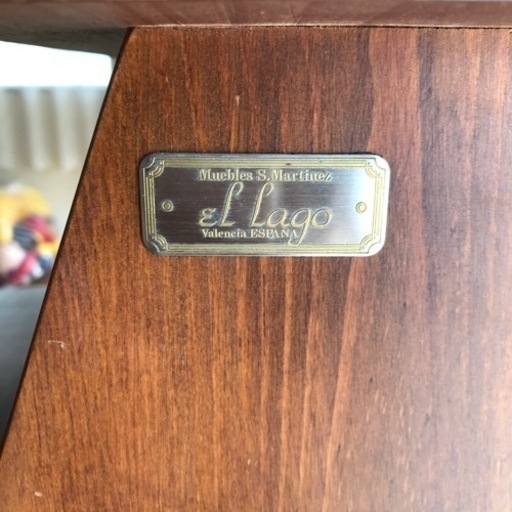 Muebles S. Martinez
El Lago
Valencia ESPAÑA